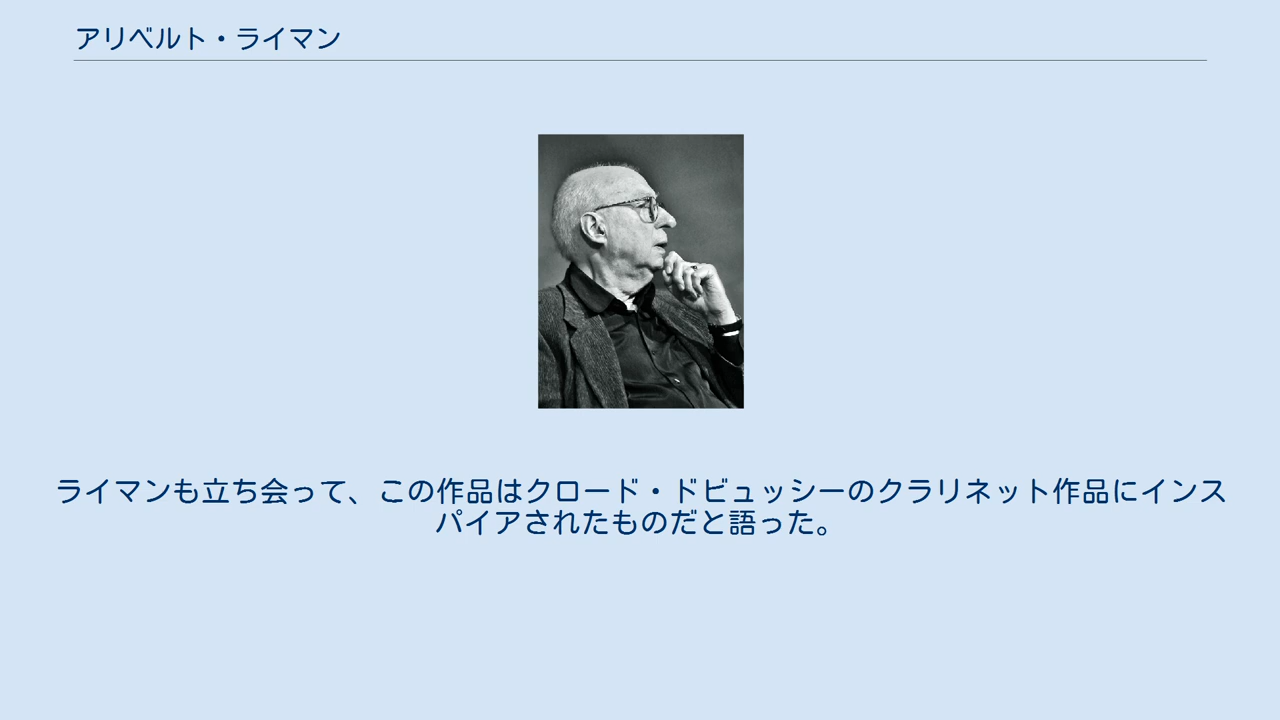 アリベルト・ライマン
ライマンも立ち会って、この作品はクロード・ドビュッシーのクラリネット作品にインス
パイアされたものだと語った。